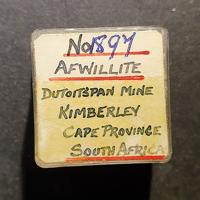 No 1897
AFWILLITE
DUTOITSPAN MINE
KIMBERLEY
CAPE PROVINCE
SOUTH AFRICA